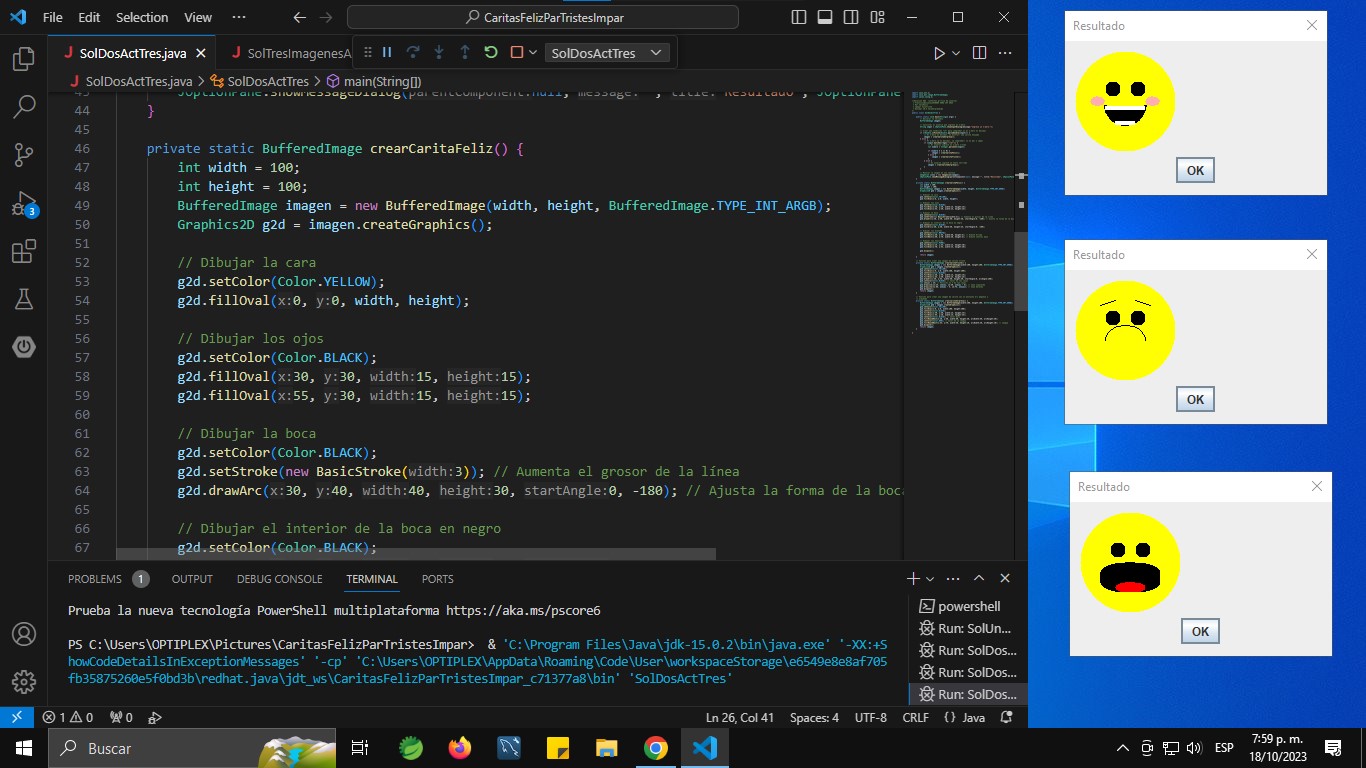 File Edit Selection View ··· CaritasFelizParTristesImpar
SolDosActTres.java SolTresImagenesA SolDosActTres
SolDosActTres.java > SolDosActTres > main(String[])
43 JOptionPane.showMessageDialog(parentComponent:null, message:"", title:"Resultado", JOptionPane
44 }
45
46 private static BufferedImage crearCaritaFeliz() {
47 int width = 100;
48 int height = 100;
49 BufferedImage imagen = new BufferedImage(width, height, BufferedImage.TYPE_INT_ARGB);
50 Graphics2D g2d = imagen.createGraphics();
51
52 // Dibujar la cara
53 g2d.setColor(Color.YELLOW);
54 g2d.fillOval(x:0, y:0, width, height);
55
56 // Dibujar los ojos
57 g2d.setColor(Color.BLACK);
58 g2d.fillOval(x:30, y:30, width:15, height:15);
59 g2d.fillOval(x:55, y:30, width:15, height:15);
60
61 // Dibujar la boca
62 g2d.setColor(Color.BLACK);
63 g2d.setStroke(new BasicStroke(width:3)); // Aumenta el grosor de la línea
64 g2d.drawArc(x:30, y:40, width:40, height:30, startAngle:0, -180); // Ajusta la forma de la boca
65
66 // Dibujar el interior de la boca en negro
67 g2d.setColor(Color.BLACK);
PROBLEMS 1 OUTPUT DEBUG CONSOLE TERMINAL PORTS
Prueba la nueva tecnología PowerShell multiplataforma https://aka.ms/pscore6
PS C:\Users\OPTIPLEX\Pictures\CaritasFelizParTristesImpar> & 'C:\Program Files\Java\jdk-15.0.2\bin\java.exe' '-XX:+S
howCodeDetailsInExceptionMessages' '-cp' 'C:\Users\OPTIPLEX\AppData\Roaming\Code\User\workspaceStorage\e6549e8e8af705
fb35875260e5f0bd3b\redhat.java\jdt_ws\CaritasFelizParTristesImpar_c71377a8\bin' 'SolDosActTres'
powershell
Run: SolUn...
Run: SolDos...
Run: SolDos...
Run: SolDos...
3
1 0 0 Ln 26, Col 41 Spaces: 4 UTF-8 CRLF {} Java
Buscar
ESP
7:59 p. m.
18/10/2023
Resultado
OK
Resultado
OK
Resultado
OK